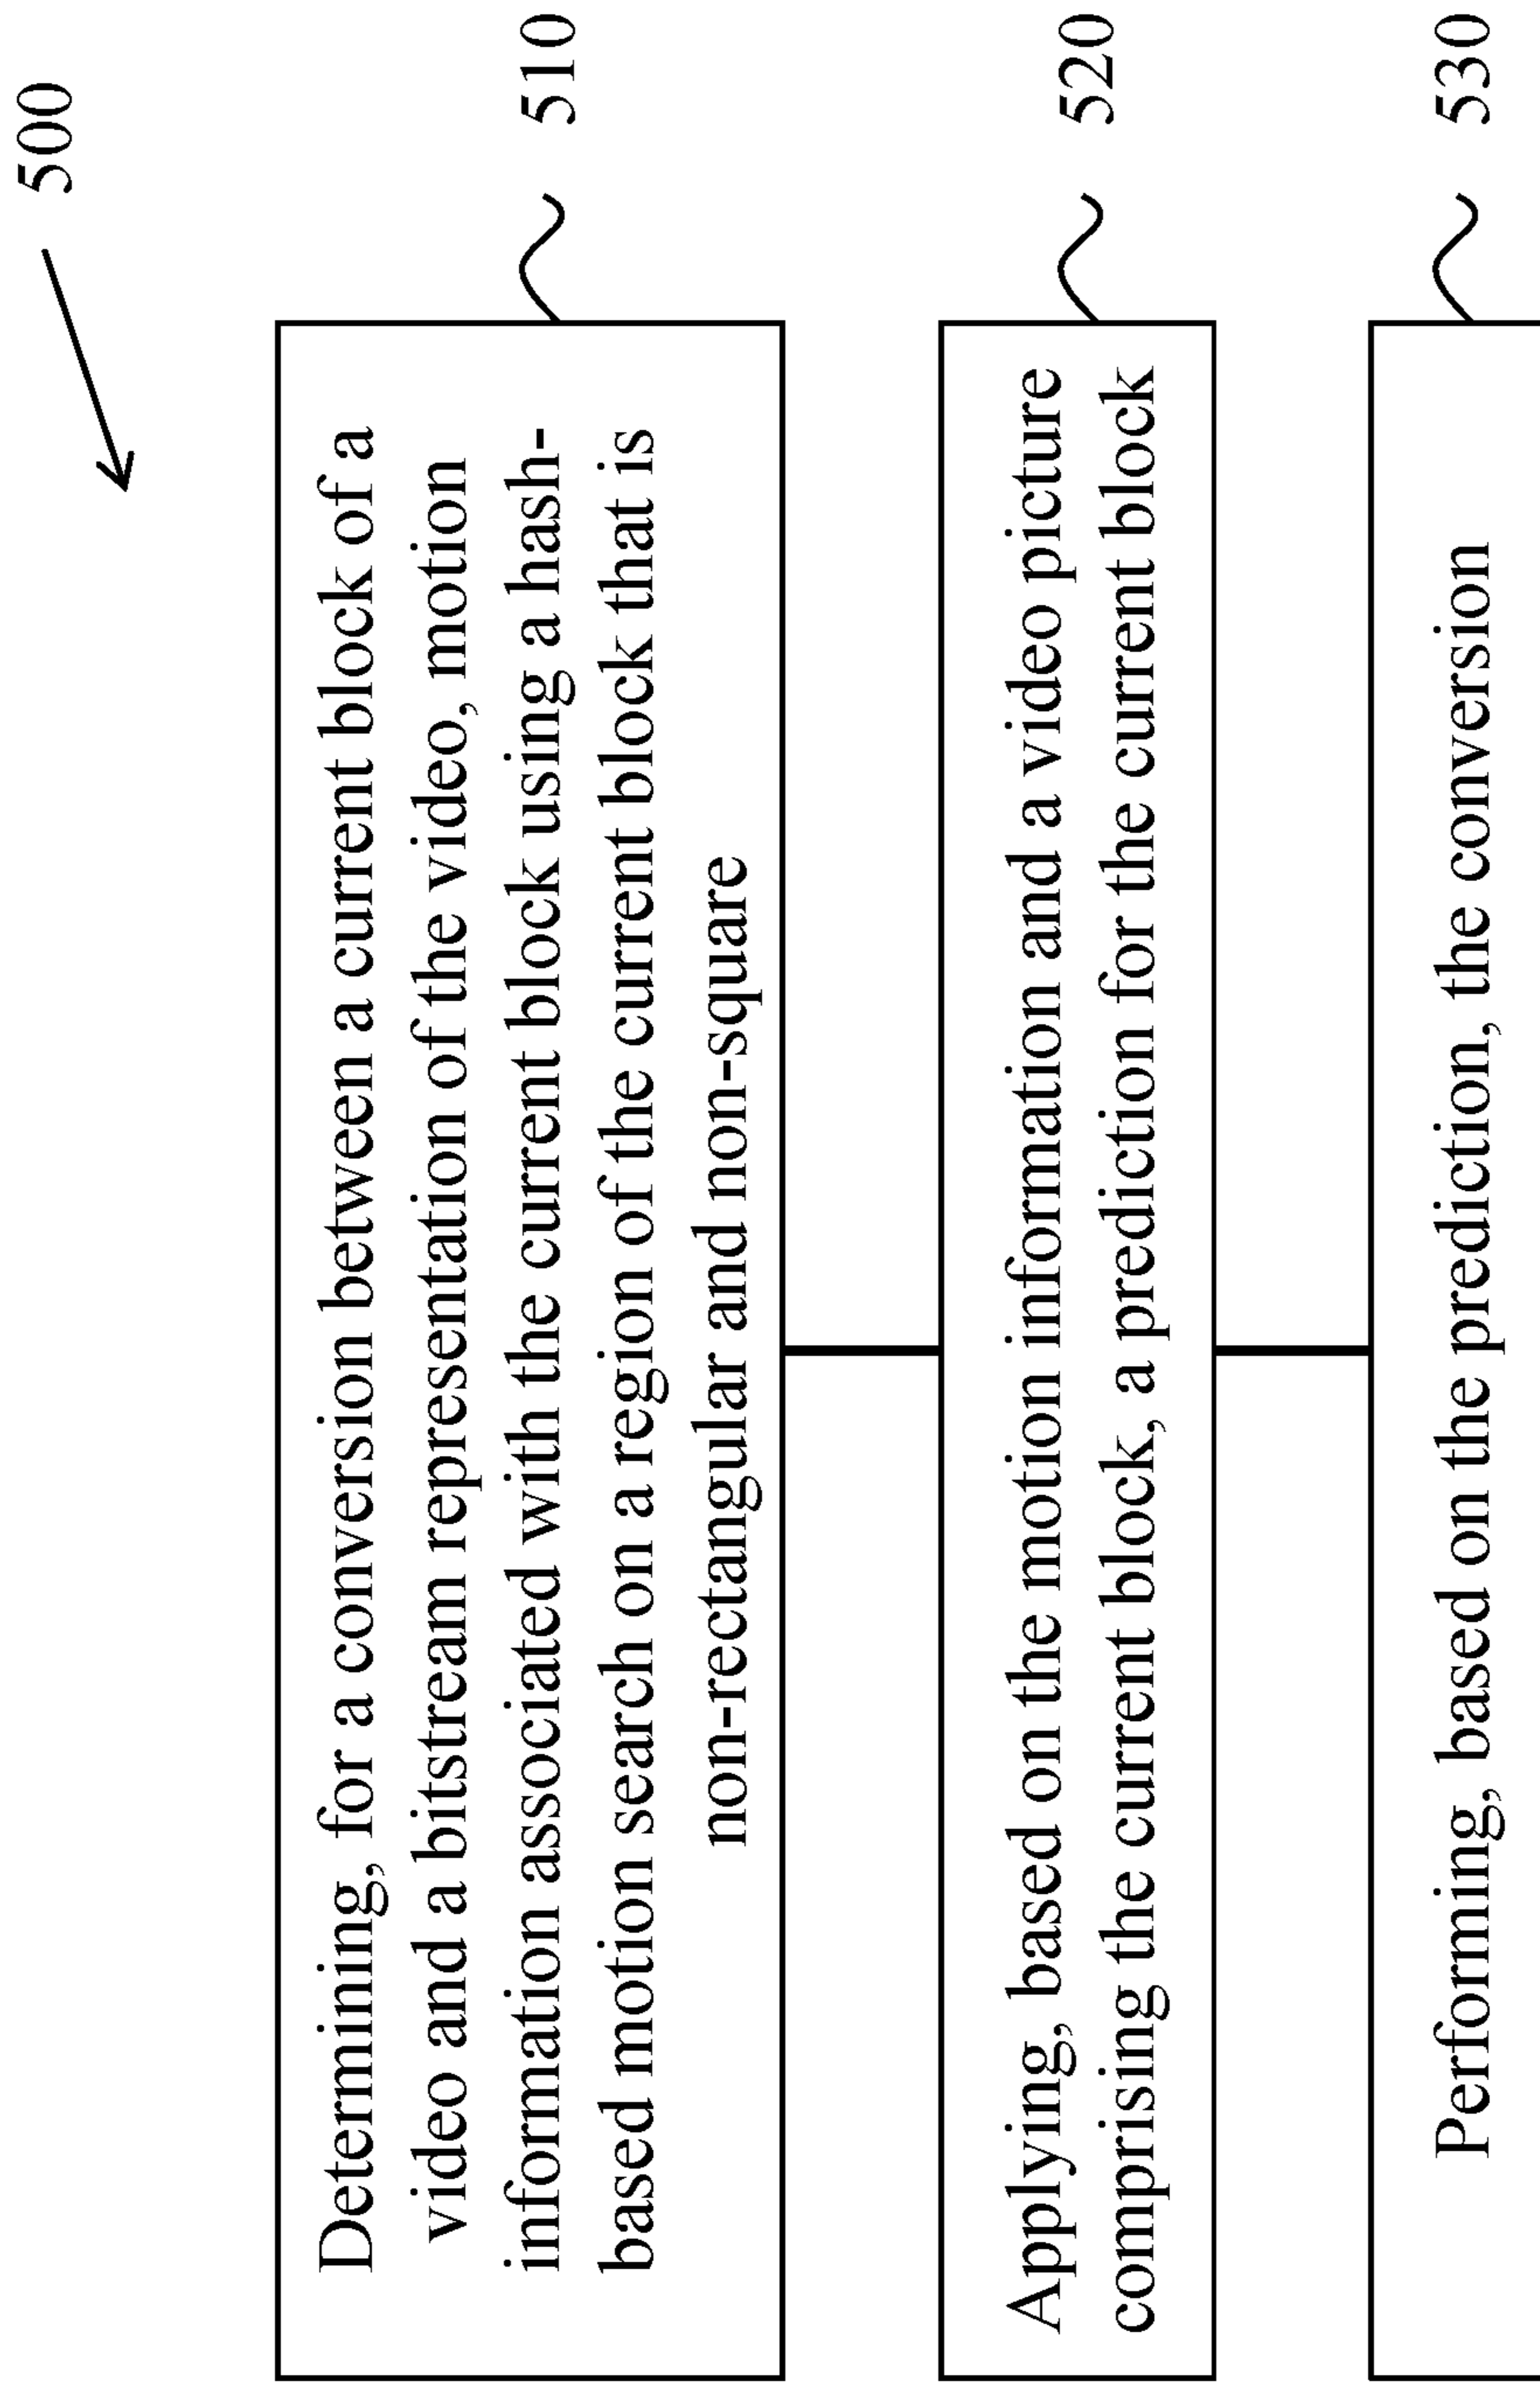 500
Determining, for a conversion between a current block of a
video and a bitstream representation of the video, motion
information associated with the current block using a hash-
based motion search on a region of the current block that is
non-rectangular and non-square
510
Applying, based on the motion information and a video picture
comprising the current block, a prediction for the current block
520
Performing, based on the prediction, the conversion
530